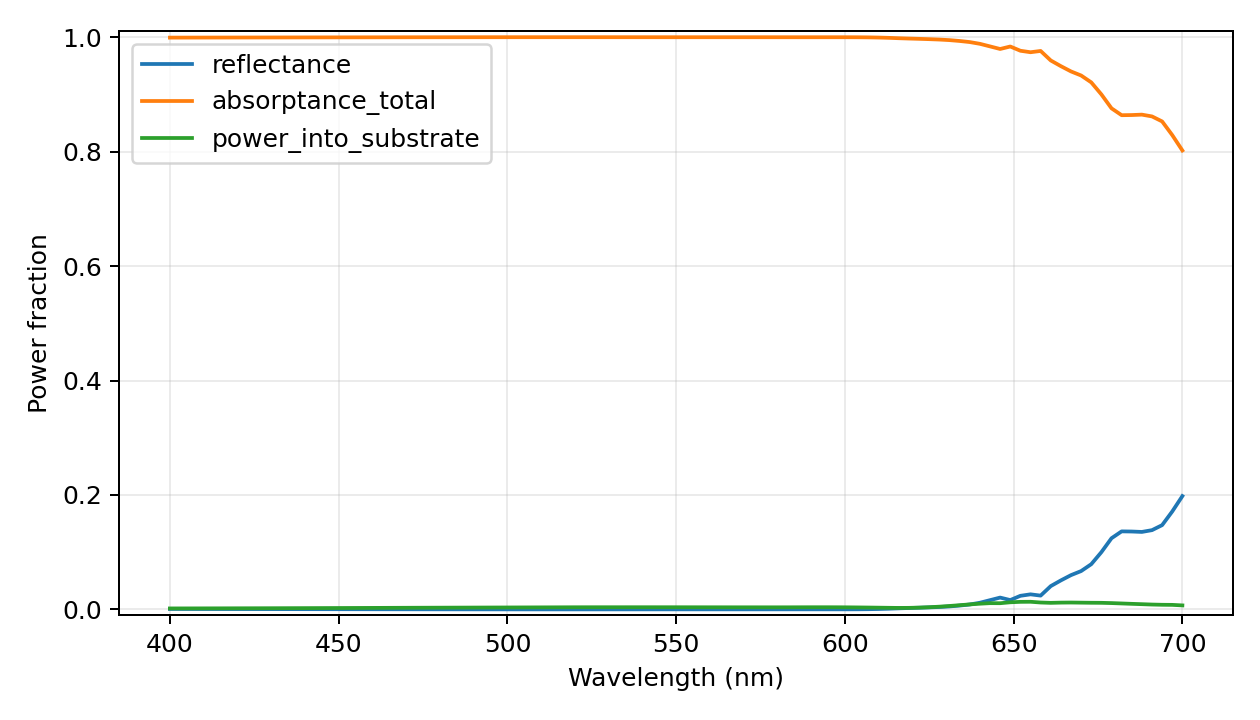 1.0
0.8
0.6
0.4
0.2
0.0
Power fraction
reflectance
absorptance_total
power_into_substrate
400
450
500
550
600
650
700
Wavelength (nm)